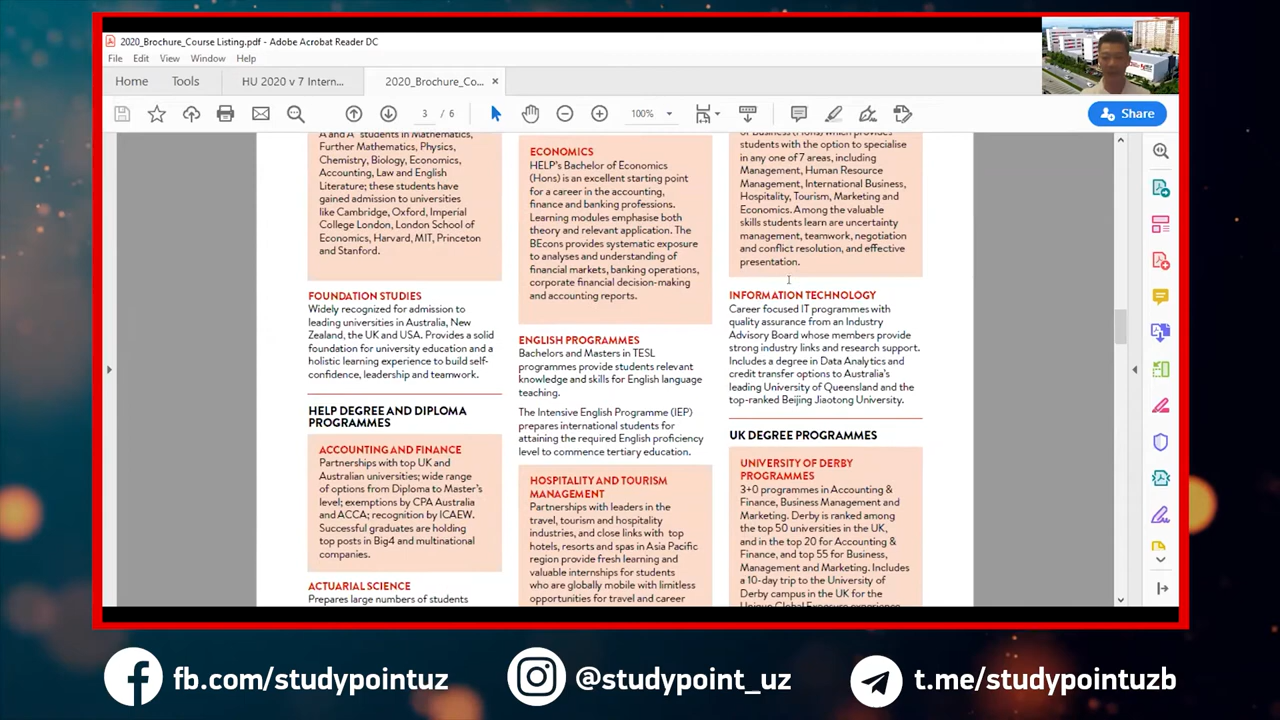 2020_Brochure_Course Listing.pdf - Adobe Acrobat Reader DC
File Edit View Window Help
Home Tools HU 2020 v 7 Intern... 2020_Brochure_Co... ×
3 / 6 100% Share
A and A students in Mathematics,
Further Mathematics, Physics,
Chemistry, Biology, Economics,
Accounting, Law and English
Literature; these students have
gained admission to universities
like Cambridge, Oxford, Imperial
College London, London School of
Economics, Harvard, MIT, Princeton
and Stanford.
FOUNDATION STUDIES
Widely recognized for admission to
leading universities in Australia, New
Zealand, the UK and USA. Provides a solid
foundation for university education and a
holistic learning experience to build self-
confidence, leadership and teamwork.
HELP DEGREE AND DIPLOMA
PROGRAMMES
ACCOUNTING AND FINANCE
Partnerships with top UK and
Australian universities; wide range
of options from Diploma to Master's
level; exemptions by CPA Australia
and ACCA; recognition by ICAEW.
Successful graduates are holding
top posts in Big4 and multinational
companies.
ACTUARIAL SCIENCE
Prepares large numbers of students
ECONOMICS
HELP's Bachelor of Economics
(Hons) is an excellent starting point
for a career in the accounting,
finance and banking professions.
Learning modules emphasise both
theory and relevant application. The
BEcons provides systematic exposure
to analyses and understanding of
financial markets, banking operations,
corporate financial decision-making
and accounting reports.
ENGLISH PROGRAMMES
Bachelors and Masters in TESL
programmes provide students relevant
knowledge and skills for English language
teaching.
The Intensive English Programme (IEP)
prepares international students for
attaining the required English proficiency
level to commence tertiary education.
HOSPITALITY AND TOURISM
MANAGEMENT
Partnerships with leaders in the
travel, tourism and hospitality
industries, and close links with top
hotels, resorts and spas in Asia Pacific
region provide fresh learning and
valuable internships for students
who are globally mobile with limitless
opportunities for travel and career
of Business (Hons) which provides
students with the option to specialise
in any one of 7 areas, including
Management, Human Resource
Management, International Business,
Hospitality, Tourism, Marketing and
Economics. Among the valuable
skills students learn are uncertainty
management, teamwork, negotiation
and conflict resolution, and effective
presentation.
INFORMATION TECHNOLOGY
Career focused IT programmes with
quality assurance from an Industry
Advisory Board whose members provide
strong industry links and research support.
Includes a degree in Data Analytics and
credit transfer options to Australia's
leading University of Queensland and the
top-ranked Beijing Jiaotong University.
UK DEGREE PROGRAMMES
UNIVERSITY OF DERBY
PROGRAMMES
3+0 programmes in Accounting &
Finance, Business Management and
Marketing. Derby is ranked among
the top 50 universities in the UK,
and in the top 20 for Accounting &
Finance, and top 55 for Business,
Management and Marketing. Includes
a 10-day trip to the University of
Derby campus in the UK for the
Unique Global Exposure experience
fb.com/studypointuz
@studypoint_uz
t.me/studypointuzb